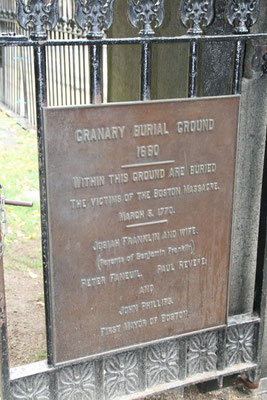 GRANARY BURIAL GROUND
1660
WITHIN THIS GROUND ARE BURIED
THE VICTIMS OF THE BOSTON MASSACRE.
MARCH 5, 1770.
JOSIAH FRANKLIN AND WIFE.
(Parents of Benjamin Franklin)
PETER FANEUIL. PAUL REVERE:
AND
JOHN PHILLIPS.
FIRST MAYOR OF BOSTON.